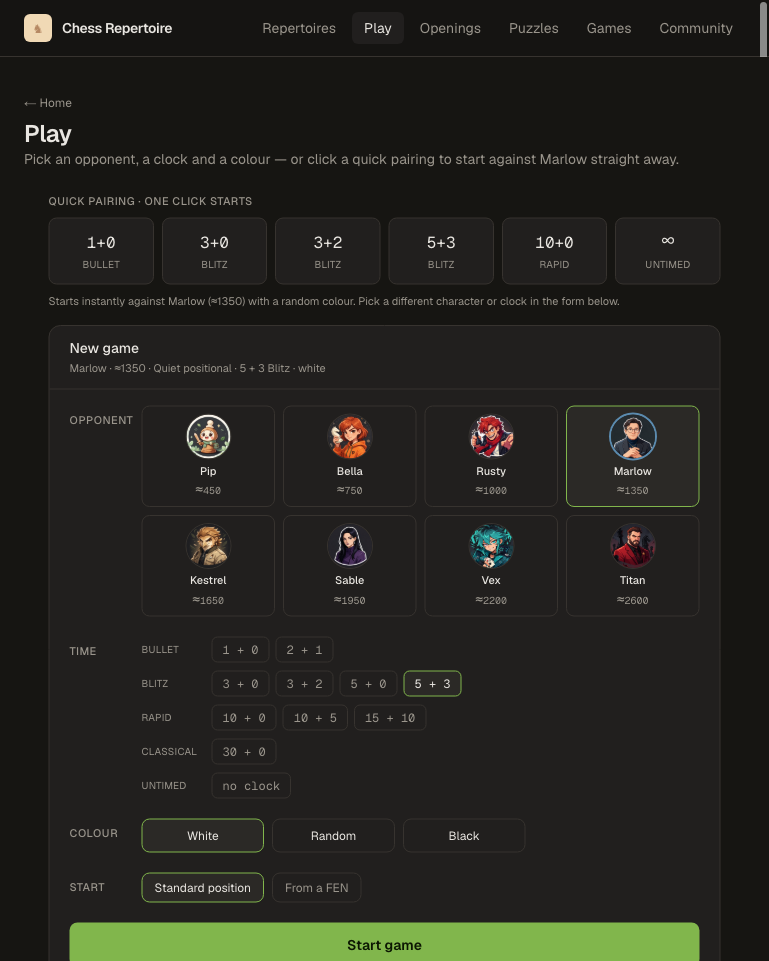 Chess Repertoire
Repertoires Play Openings Puzzles Games Community
← Home
Play
Pick an opponent, a clock and a colour — or click a quick pairing to start against Marlow straight away.
QUICK PAIRING · ONE CLICK STARTS
1+0 3+0 3+2 5+3 10+0 ∞
BULLET BLITZ BLITZ BLITZ RAPID UNTIMED
Starts instantly against Marlow (≈1350) with a random colour. Pick a different character or clock in the form below.
New game
Marlow · ≈1350 · Quiet positional · 5 + 3 Blitz · white
OPPONENT
Pip Bella Rusty Marlow
≈450 ≈750 ≈1000 ≈1350
Kestrel Sable Vex Titan
≈1650 ≈1950 ≈2200 ≈2600
TIME
BULLET 1 + 0 2 + 1
BLITZ 3 + 0 3 + 2 5 + 0 5 + 3
RAPID 10 + 0 10 + 5 15 + 10
CLASSICAL 30 + 0
UNTIMED no clock
COLOUR White Random Black
START Standard position From a FEN
Start game